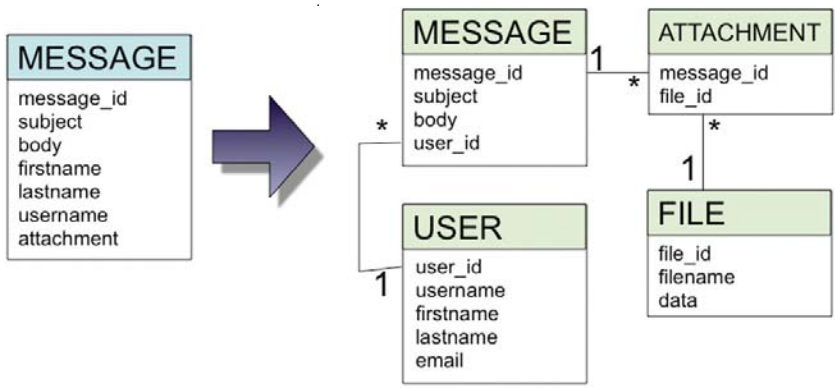 MESSAGE
message_id
subject
body
firstname
lastname
username
attachment
MESSAGE
message_id
subject
body
user_id
1
*
ATTACHMENT
message_id
file_id
*
1
*
1
USER
user_id
username
firstname
lastname
email
FILE
file_id
filename
data